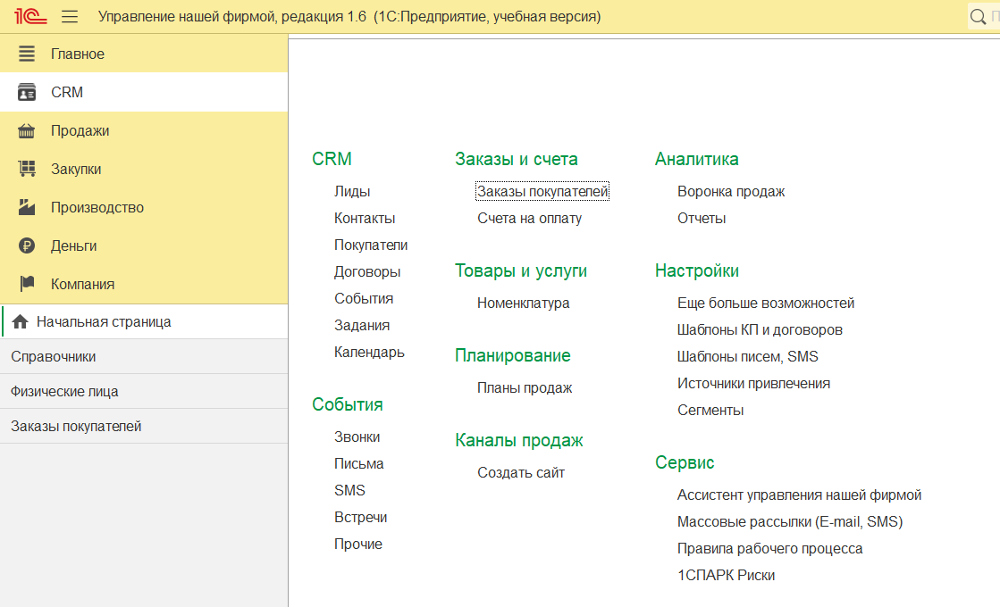 1С Управление нашей фирмой, редакция 1.6 (1С:Предприятие, учебная версия)
Главное
CRM
Продажи
Закупки
Производство
Деньги
Компания
Начальная страница
Справочники
Физические лица
Заказы покупателей
CRM
Лиды
Контакты
Покупатели
Договоры
События
Задания
Календарь
События
Звонки
Письма
SMS
Встречи
Прочие
Заказы и счета
Заказы покупателей
Счета на оплату
Товары и услуги
Номенклатура
Планирование
Планы продаж
Каналы продаж
Создать сайт
Аналитика
Воронка продаж
Отчеты
Настройки
Еще больше возможностей
Шаблоны КП и договоров
Шаблоны писем, SMS
Источники привлечения
Сегменты
Сервис
Ассистент управления нашей фирмой
Массовые рассылки (E-mail, SMS)
Правила рабочего процесса
1СПАРК Риски